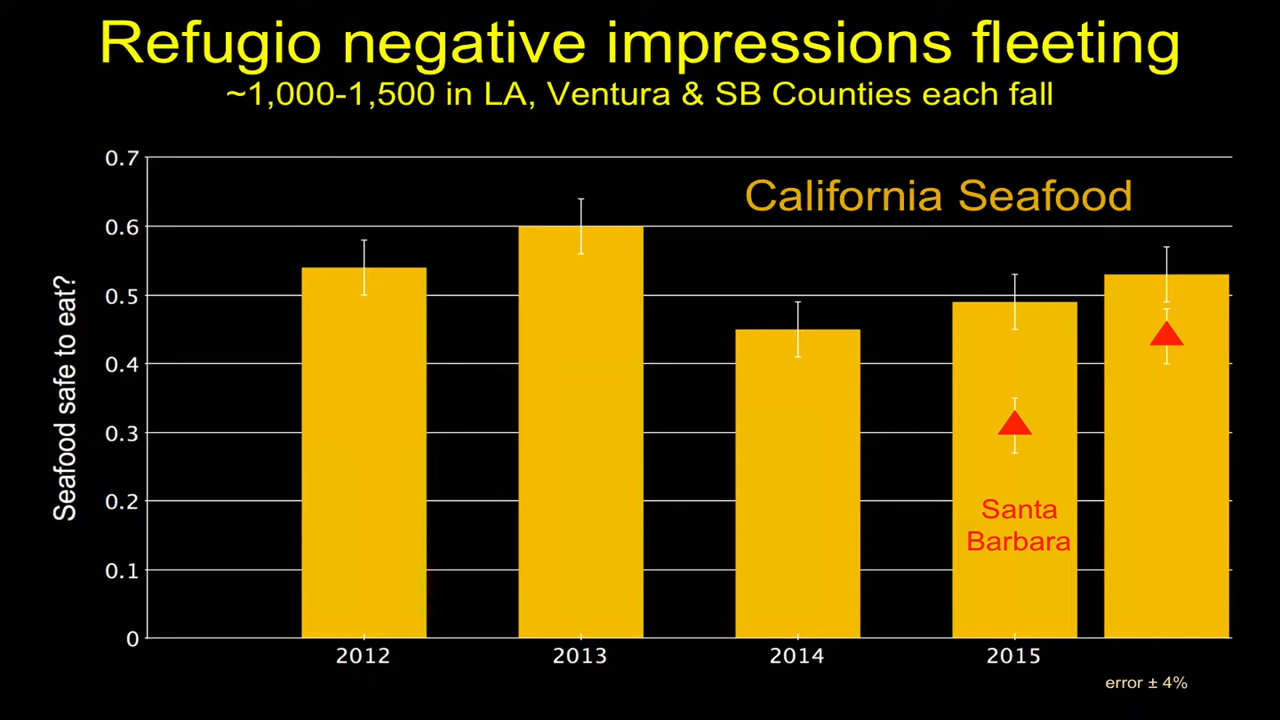 Refugio negative impressions fleeting
~1,000-1,500 in LA, Ventura & SB Counties each fall
California Seafood
Seafood safe to eat?
0.7
0.6
0.5
0.4
0.3
0.2
0.1
0
Santa
Barbara
2012
2013
2014
2015
error ± 4%